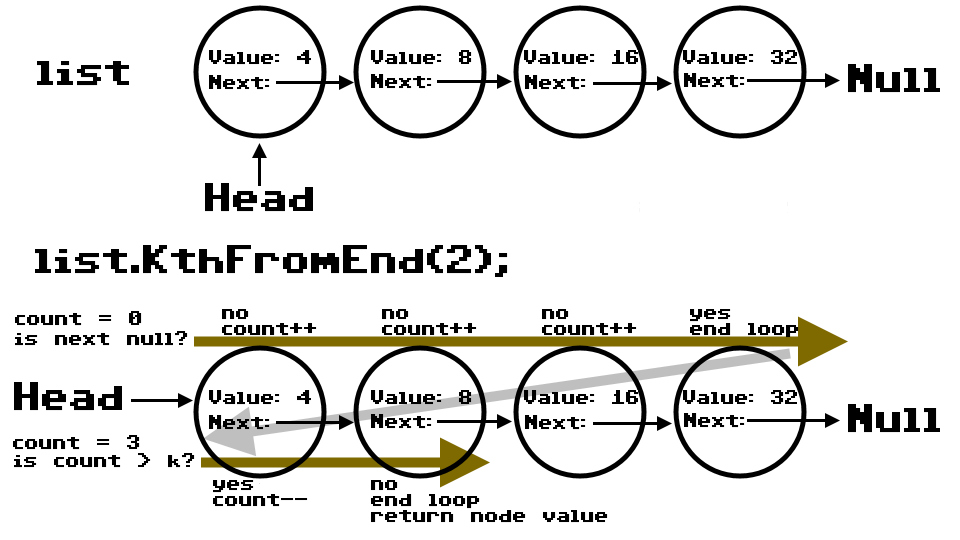 list
Value: 4
Next:
Value: 8
Next:
Value: 16
Next:
Value: 32
Next:
Null
Head
list.KthFromEnd(2);
count = 0
is next null?
no
count++
no
count++
no
count++
yes
end loop
Head
Value: 4
Next:
Value: 8
Next:
Value: 16
Next:
Value: 32
Next:
Null
count = 3
is count > k?
yes
count--
no
end loop
return node value